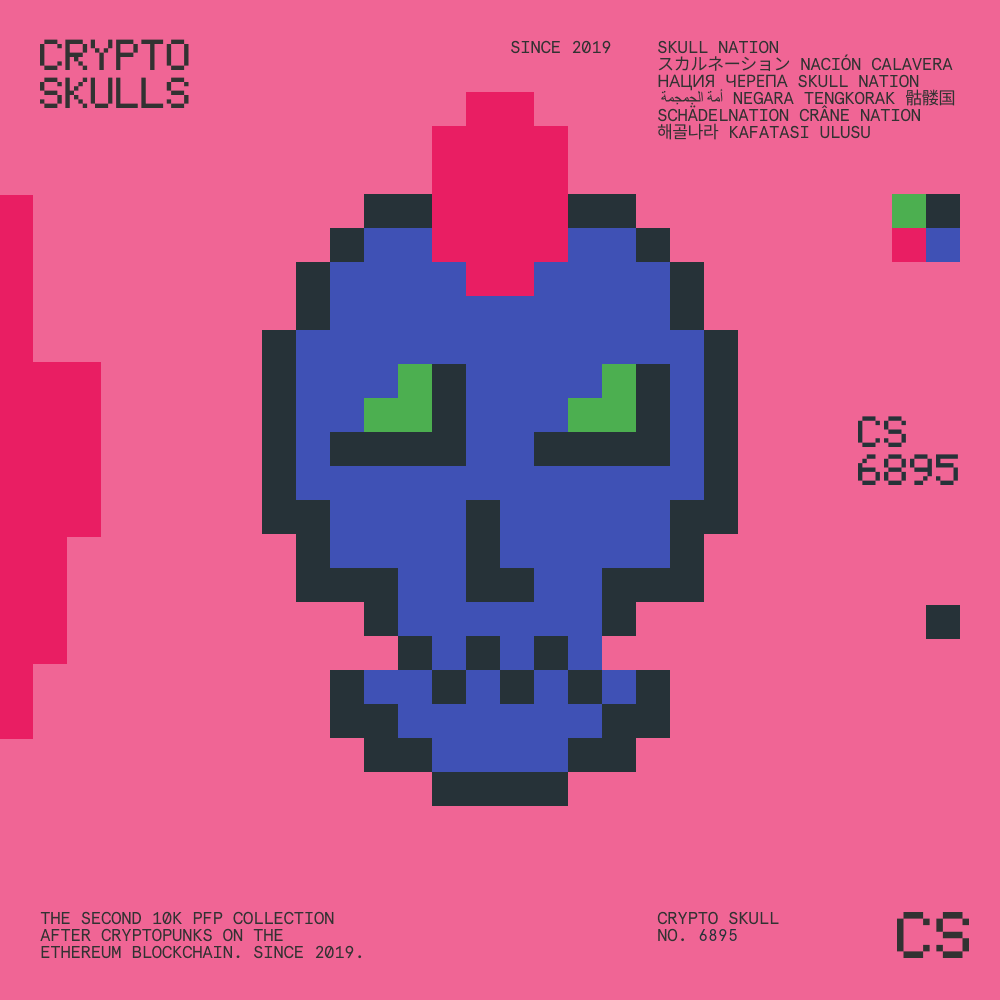 CRYPTO
SKULLS
SINCE 2019
SKULL NATION
スカルネーション NACIÓN CALAVERA
НАЦИЯ ЧЕРЕПА SKULL NATION
أمة الجمجمة NEGARA TENGKORAK 骷髅国
SCHÄDELNATION CRÂNE NATION
해골나라 KAFATASI ULUSU
CS
6895
THE SECOND 10K PFP COLLECTION
AFTER CRYPTOPUNKS ON THE
ETHEREUM BLOCKCHAIN. SINCE 2019.
CRYPTO SKULL
NO. 6895
CS